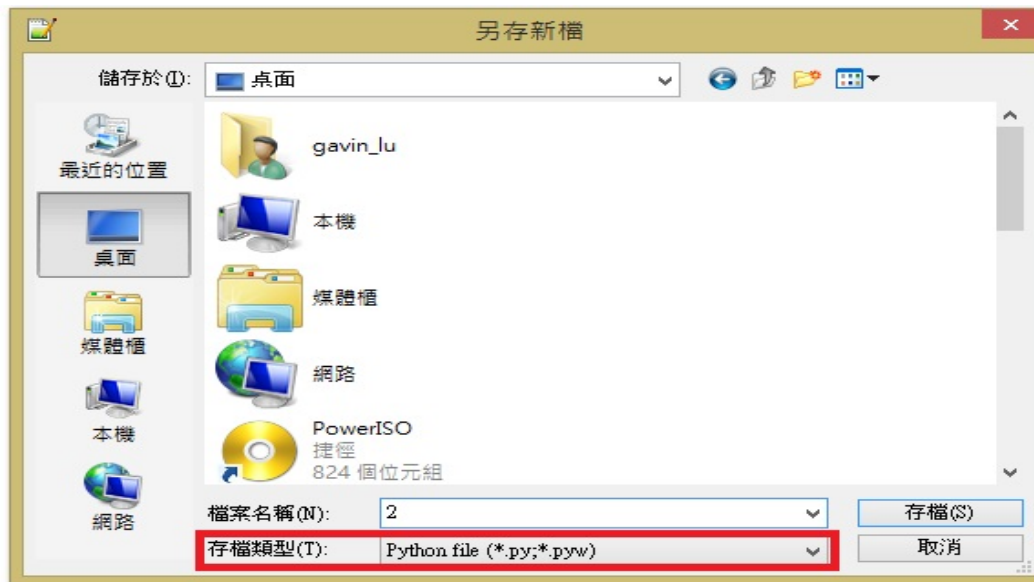 另存新檔
儲存於(I):
桌面
最近的位置
桌面
媒體櫃
本機
網路
gavin_lu
本機
媒體櫃
網路
PowerISO
捷徑
824 個位元組
檔案名稱(N):
2
存檔(S)
存檔類型(T):
Python file (*.py;*.pyw)
取消